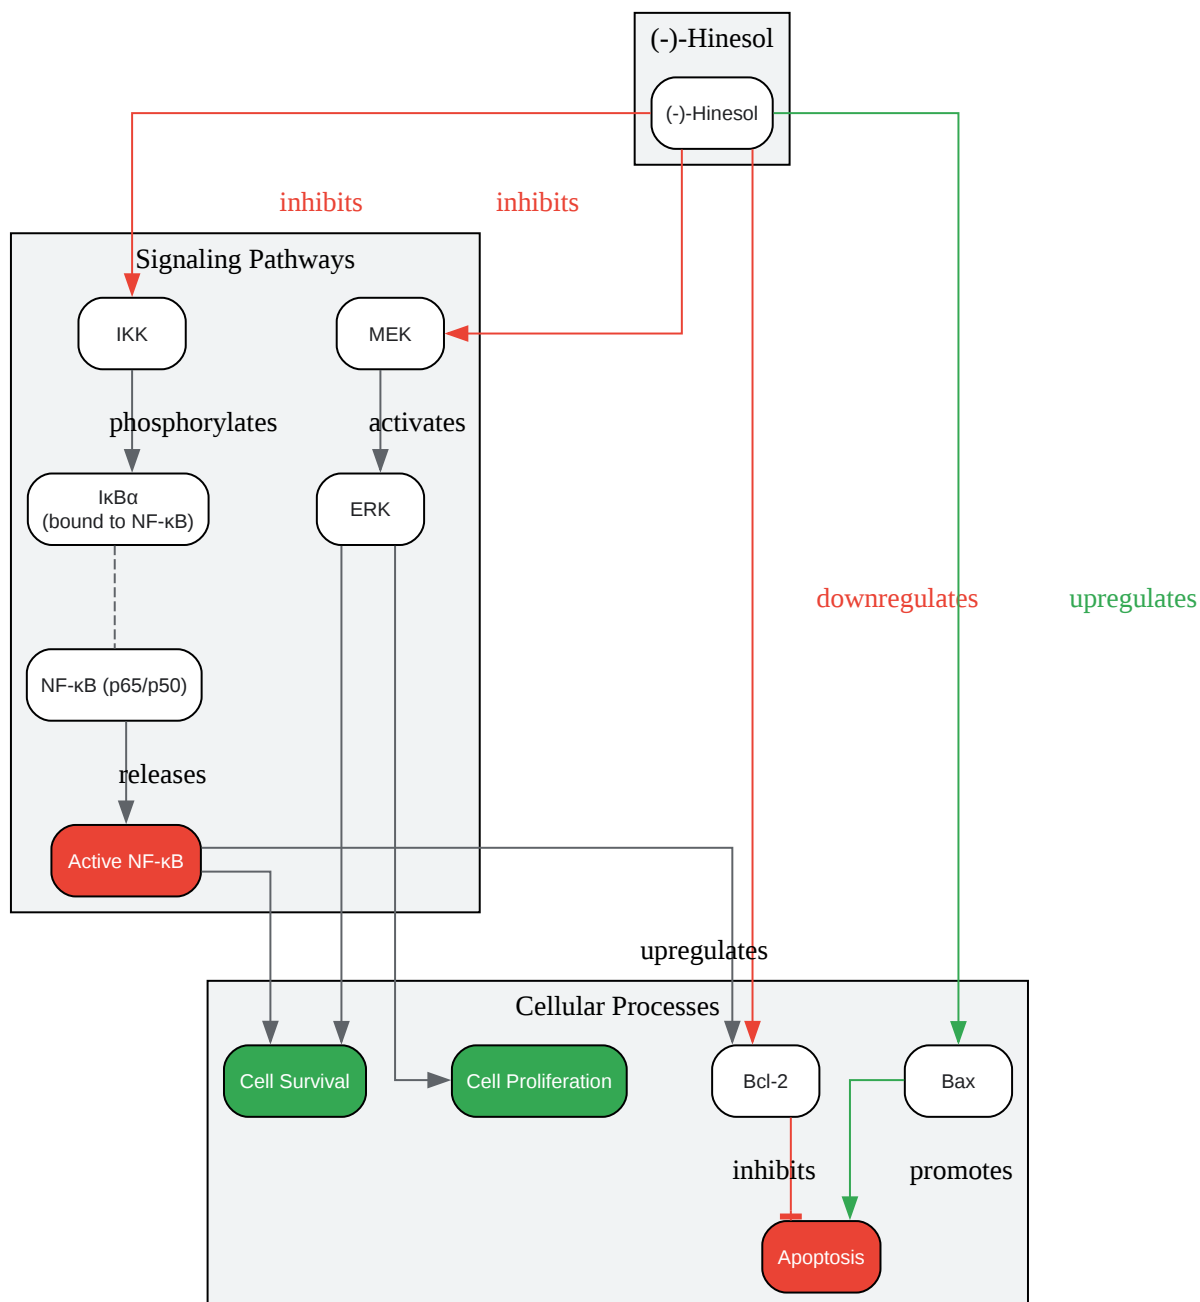 (-)-Hinesol
(-)-Hinesol
inhibits
inhibits
Signaling Pathways
IKK
MEK
phosphorylates
activates
IκBα
(bound to NF-κB)
ERK
downregulates
upregulates
NF-κB (p65/p50)
releases
Active NF-κB
upregulates
Cellular Processes
Cell Survival
Cell Proliferation
Bcl-2
Bax
inhibits
promotes
Apoptosis